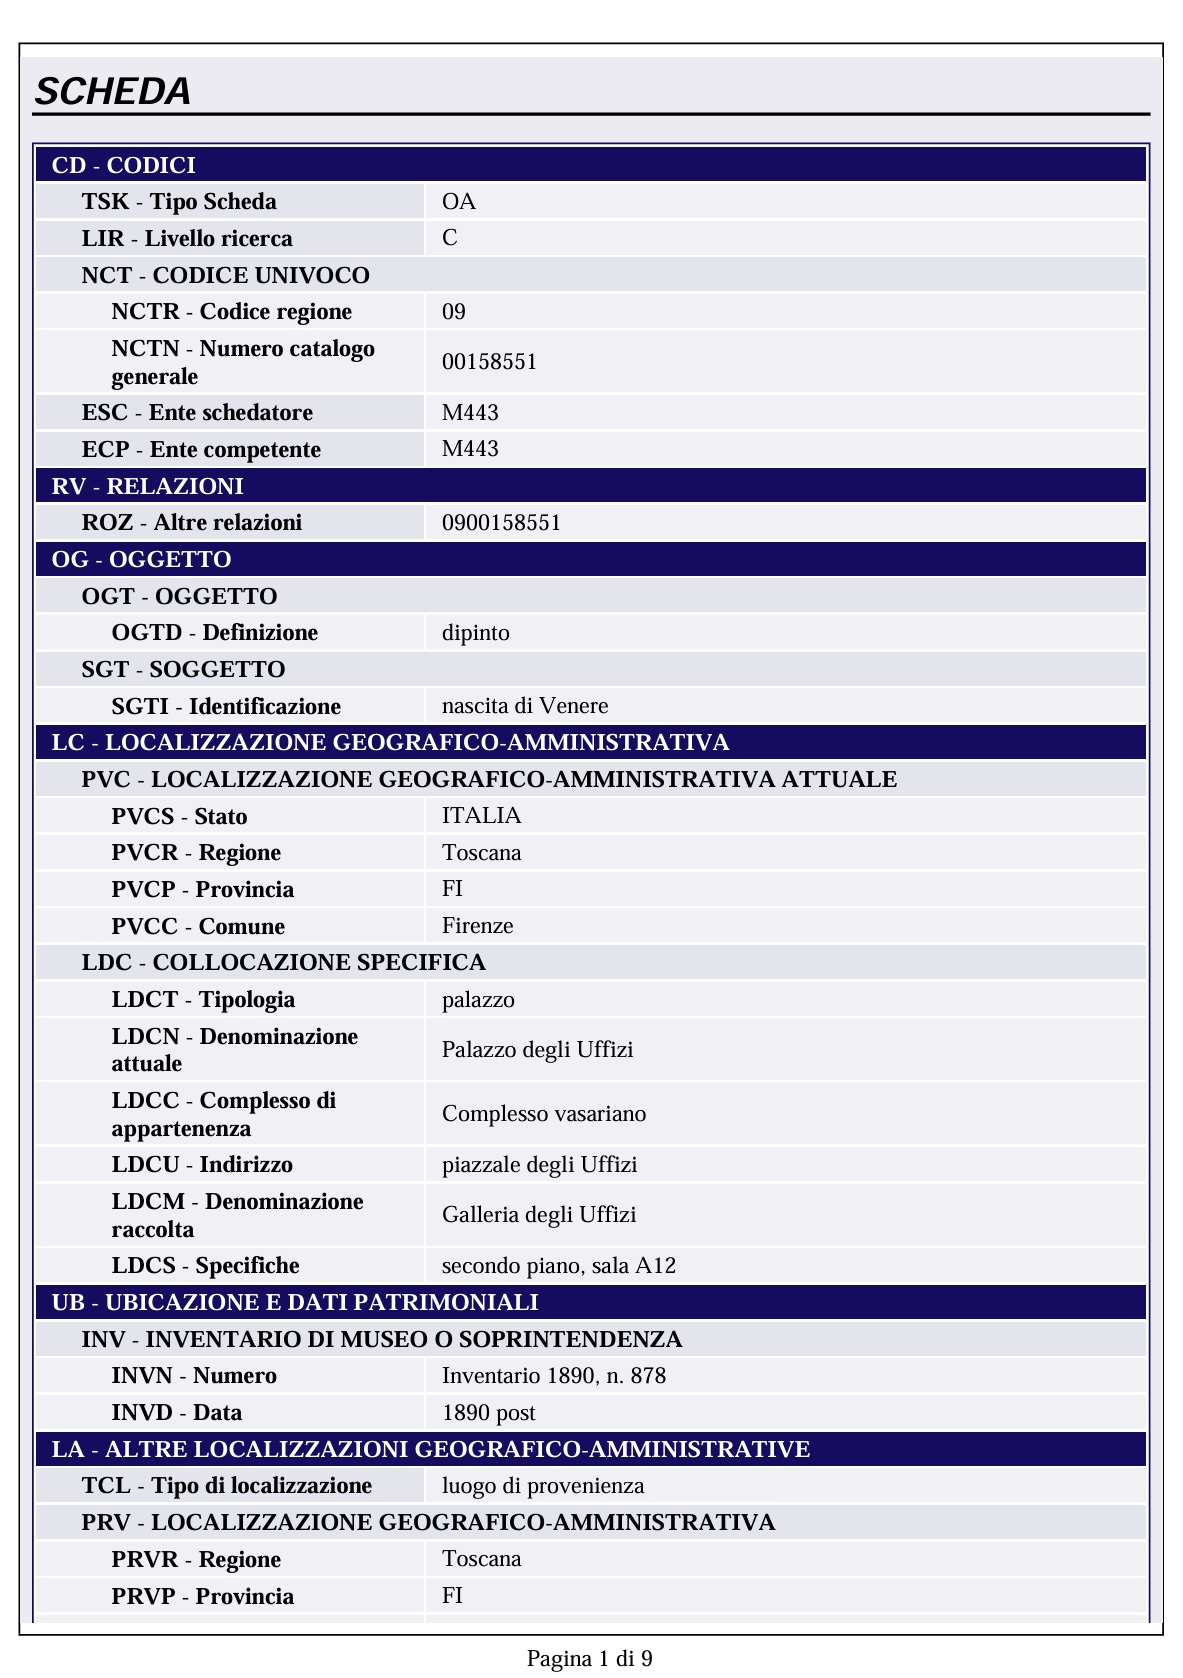 SCHEDA
CD - CODICI
TSK - Tipo Scheda OA
LIR - Livello ricerca C
NCT - CODICE UNIVOCO
NCTR - Codice regione 09
NCTN - Numero catalogo
generale 00158551
ESC - Ente schedatore M443
ECP - Ente competente M443
RV - RELAZIONI
ROZ - Altre relazioni 0900158551
OG - OGGETTO
OGT - OGGETTO
OGTD - Definizione dipinto
SGT - SOGGETTO
SGTI - Identificazione nascita di Venere
LC - LOCALIZZAZIONE GEOGRAFICO-AMMINISTRATIVA
PVC - LOCALIZZAZIONE GEOGRAFICO-AMMINISTRATIVA ATTUALE
PVCS - Stato ITALIA
PVCR - Regione Toscana
PVCP - Provincia FI
PVCC - Comune Firenze
LDC - COLLOCAZIONE SPECIFICA
LDCT - Tipologia palazzo
LDCN - Denominazione
attuale Palazzo degli Uffizi
LDCC - Complesso di
appartenenza Complesso vasariano
LDCU - Indirizzo piazzale degli Uffizi
LDCM - Denominazione
raccolta Galleria degli Uffizi
LDCS - Specifiche secondo piano, sala A12
UB - UBICAZIONE E DATI PATRIMONIALI
INV - INVENTARIO DI MUSEO O SOPRINTENDENZA
INVN - Numero Inventario 1890, n. 878
INVD - Data 1890 post
LA - ALTRE LOCALIZZAZIONI GEOGRAFICO-AMMINISTRATIVE
TCL - Tipo di localizzazione luogo di provenienza
PRV - LOCALIZZAZIONE GEOGRAFICO-AMMINISTRATIVA
PRVR - Regione Toscana
PRVP - Provincia FI
Pagina 1 di 9